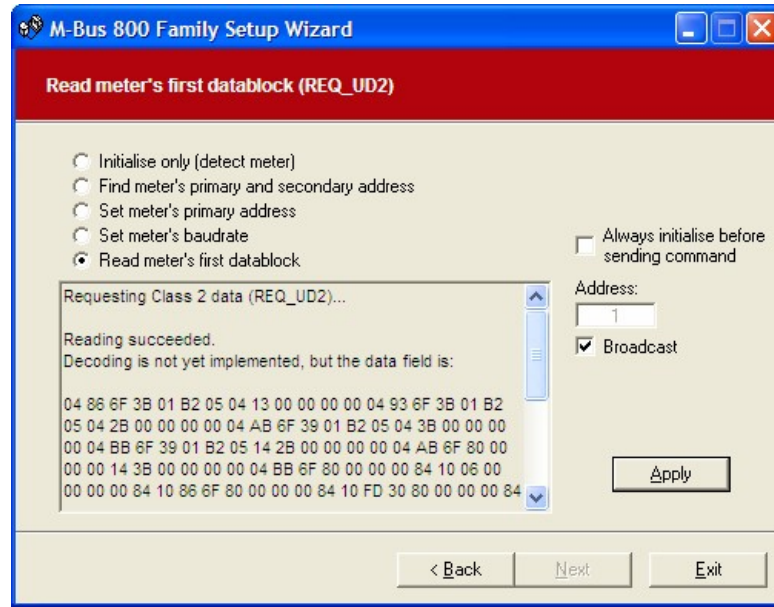 M-Bus 800 Family Setup Wizard
Read meter's first datablock (REQ_UD2)
Initialise only (detect meter)
Find meter's primary and secondary address
Set meter's primary address
Set meter's baudrate
Read meter's first datablock
Always initialise before
sending command
Address:
1
Broadcast
Requesting Class 2 data (REQ_UD2)...
Reading succeeded.
Decoding is not yet implemented, but the data field is:
04 86 6F 3B 01 B2 05 04 13 00 00 00 00 04 93 6F 3B 01 B2
05 04 2B 00 00 00 00 04 AB 6F 39 01 B2 05 04 3B 00 00 00
00 04 BB 6F 39 01 B2 05 14 2B 00 00 00 00 04 AB 6F 80 00
00 00 14 3B 00 00 00 00 04 BB 6F 80 00 00 00 84 10 06 00
00 00 00 84 10 86 6F 80 00 00 00 84 10 FD 30 80 00 00 00 84
Apply
< Back
Next
Exit